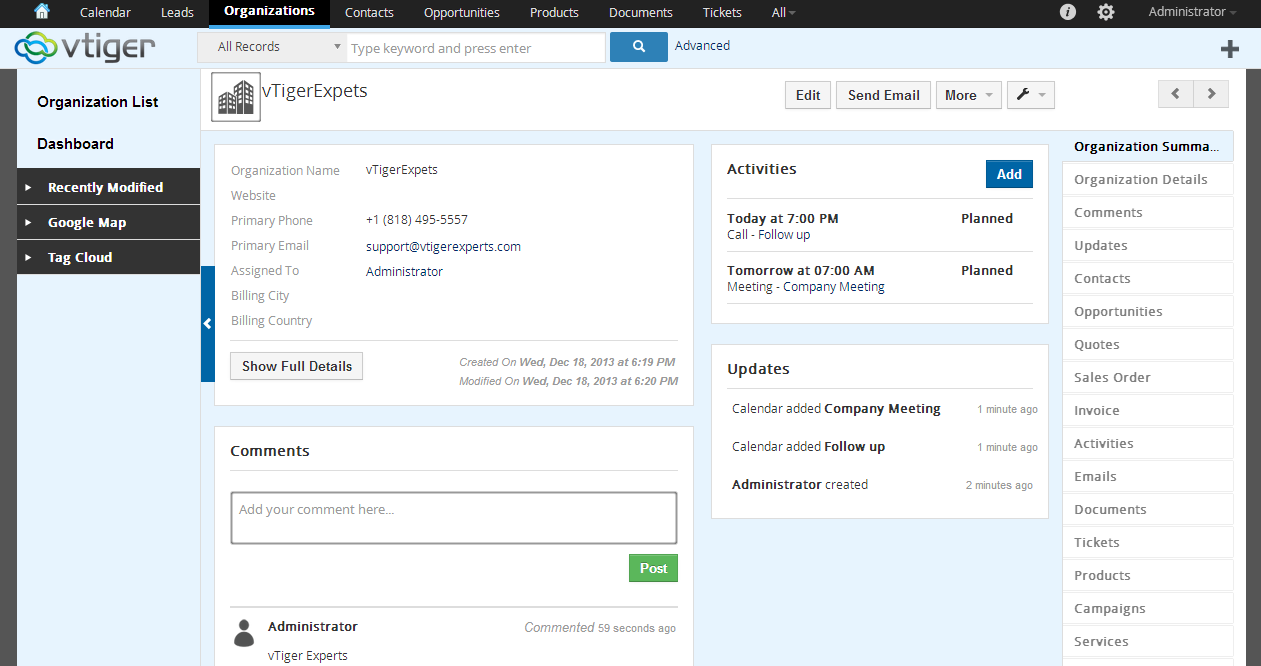 Calendar Leads Organizations Contacts Opportunities Products Documents Tickets All Administrator
vtiger All Records Type keyword and press enter Advanced
Organization List
Dashboard
Recently Modified
Google Map
Tag Cloud
vTigerExpets
Edit Send Email More
Organization Name vTigerExpets
Website
Primary Phone +1 (818) 495-5557
Primary Email support@vtigerexperts.com
Assigned To Administrator
Billing City
Billing Country
Show Full Details
Created On Wed, Dec 18, 2013 at 6:19 PM
Modified On Wed, Dec 18, 2013 at 6:20 PM
Comments
Add your comment here...
Post
Administrator Commented 59 seconds ago
vTiger Experts
Activities Add
Today at 7:00 PM Planned
Call - Follow up
Tomorrow at 07:00 AM Planned
Meeting - Company Meeting
Updates
Calendar added Company Meeting 1 minute ago
Calendar added Follow up 1 minute ago
Administrator created 2 minutes ago
Organization Summa...
Organization Details
Comments
Updates
Contacts
Opportunities
Quotes
Sales Order
Invoice
Activities
Emails
Documents
Tickets
Products
Campaigns
Services